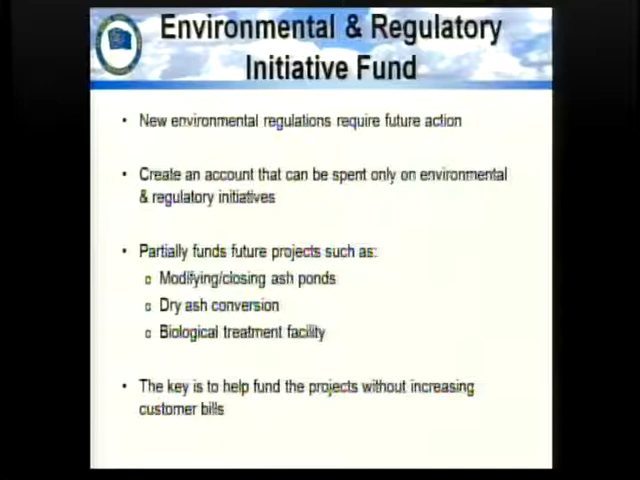 Environmental & Regulatory
Initiative Fund
• New environmental regulations require future action
• Create an account that can be spent only on environmental
& regulatory initiatives
• Partially funds future projects such as:
o Modifying/closing ash ponds
o Dry ash conversion
o Biological treatment facility
• The key is to help fund the projects without increasing
customer bills